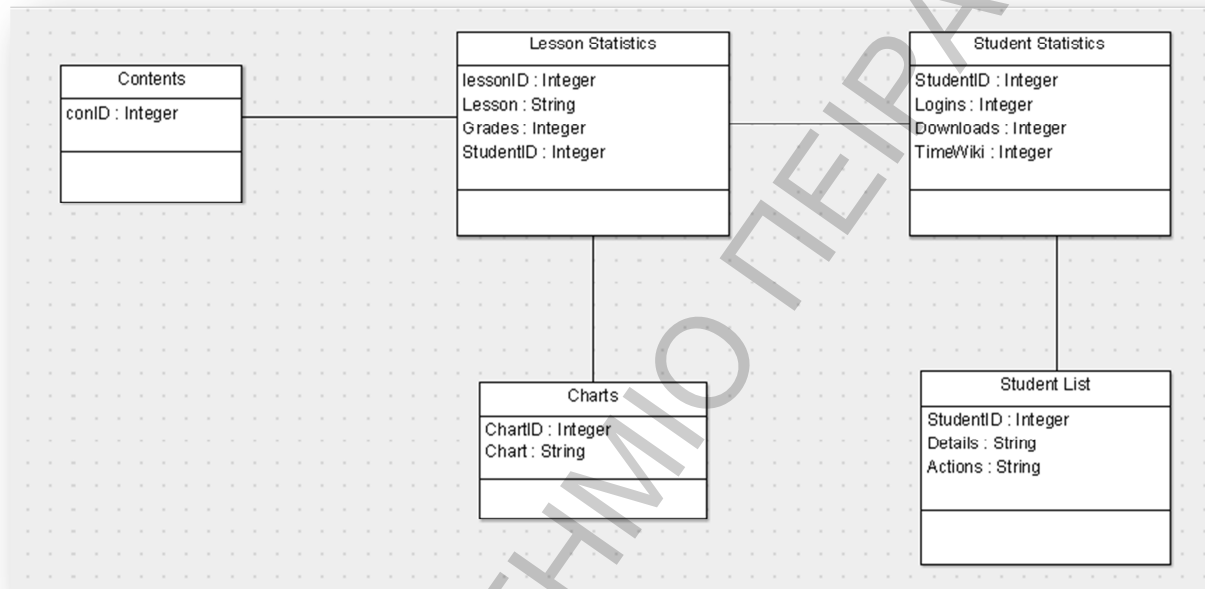 Contents
conID : Integer
Lesson Statistics
lessonID : Integer
Lesson : String
Grades : Integer
StudentID : Integer
Student Statistics
StudentID : Integer
Logins : Integer
Downloads : Integer
TimeWiki : Integer
Charts
ChartID : Integer
Chart : String
Student List
StudentID : Integer
Details : String
Actions : String